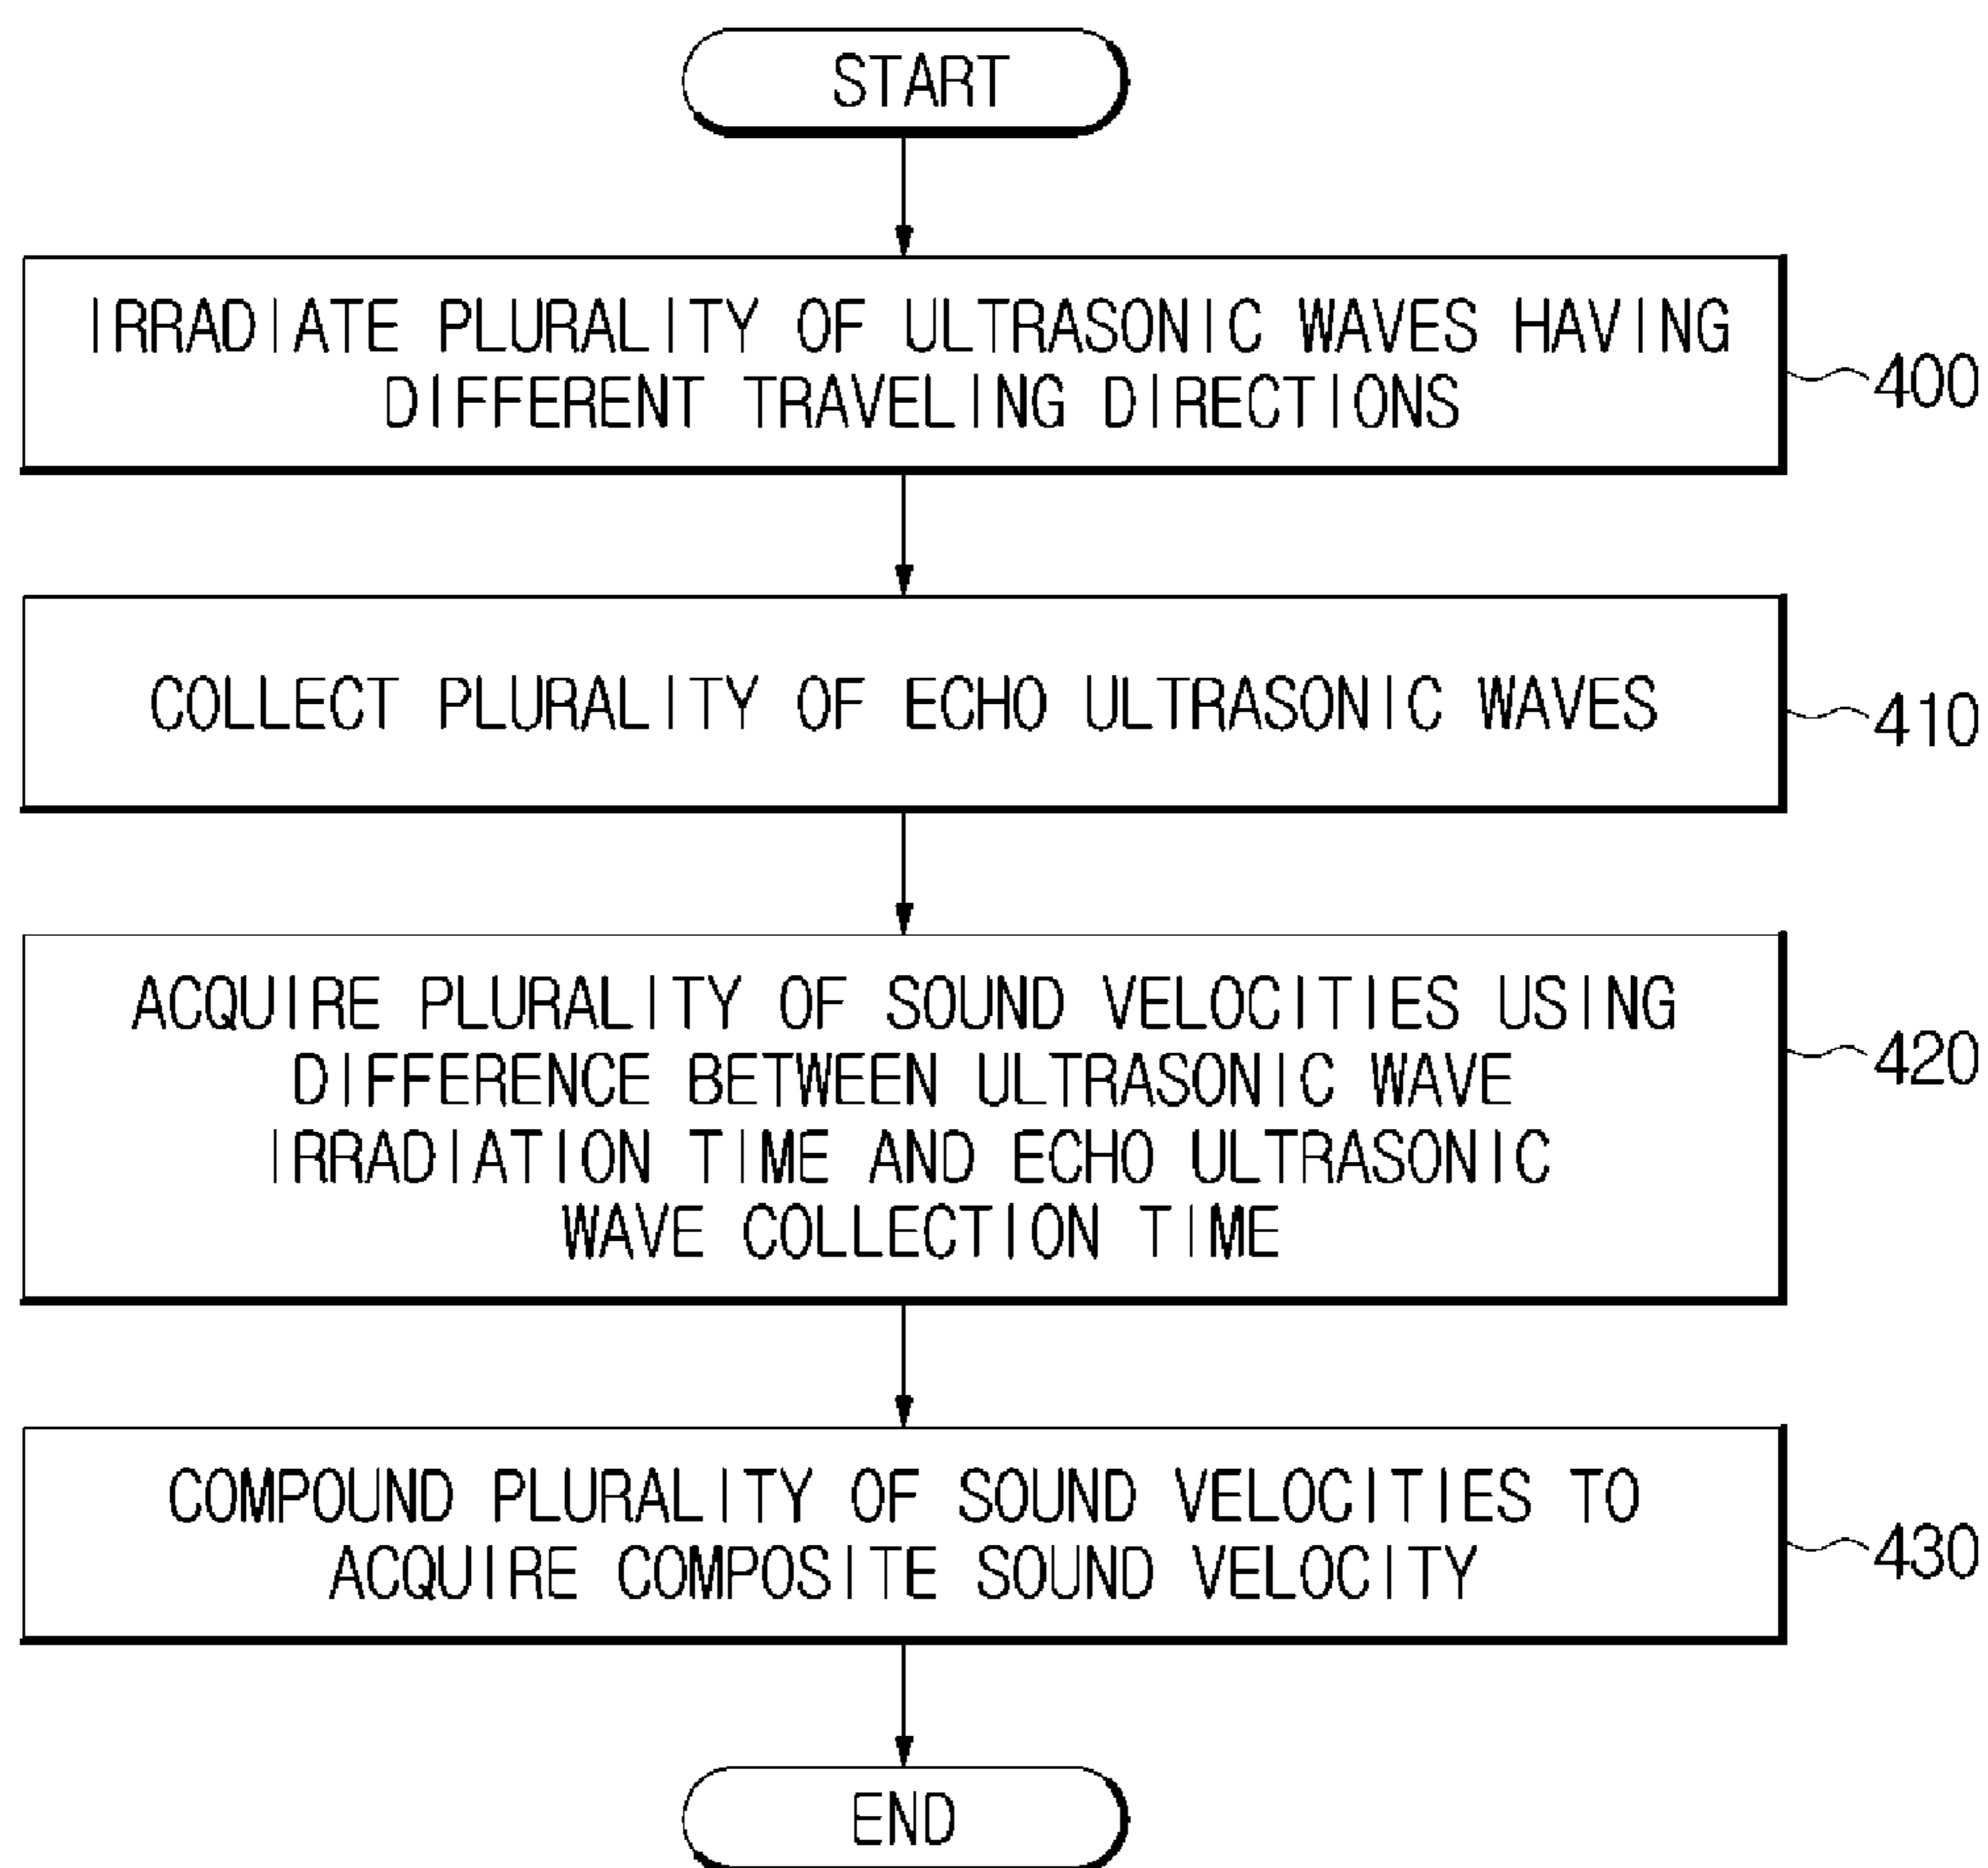 START
IRRADIATE PLURALITY OF ULTRASONIC WAVES HAVING
DIFFERENT TRAVELING DIRECTIONS
400
COLLECT PLURALITY OF ECHO ULTRASONIC WAVES
410
ACQUIRE PLURALITY OF SOUND VELOCITIES USING
DIFFERENCE BETWEEN ULTRASONIC WAVE
IRRADIATION TIME AND ECHO ULTRASONIC
WAVE COLLECTION TIME
420
COMPOUND PLURALITY OF SOUND VELOCITIES TO
ACQUIRE COMPOSITE SOUND VELOCITY
430
END